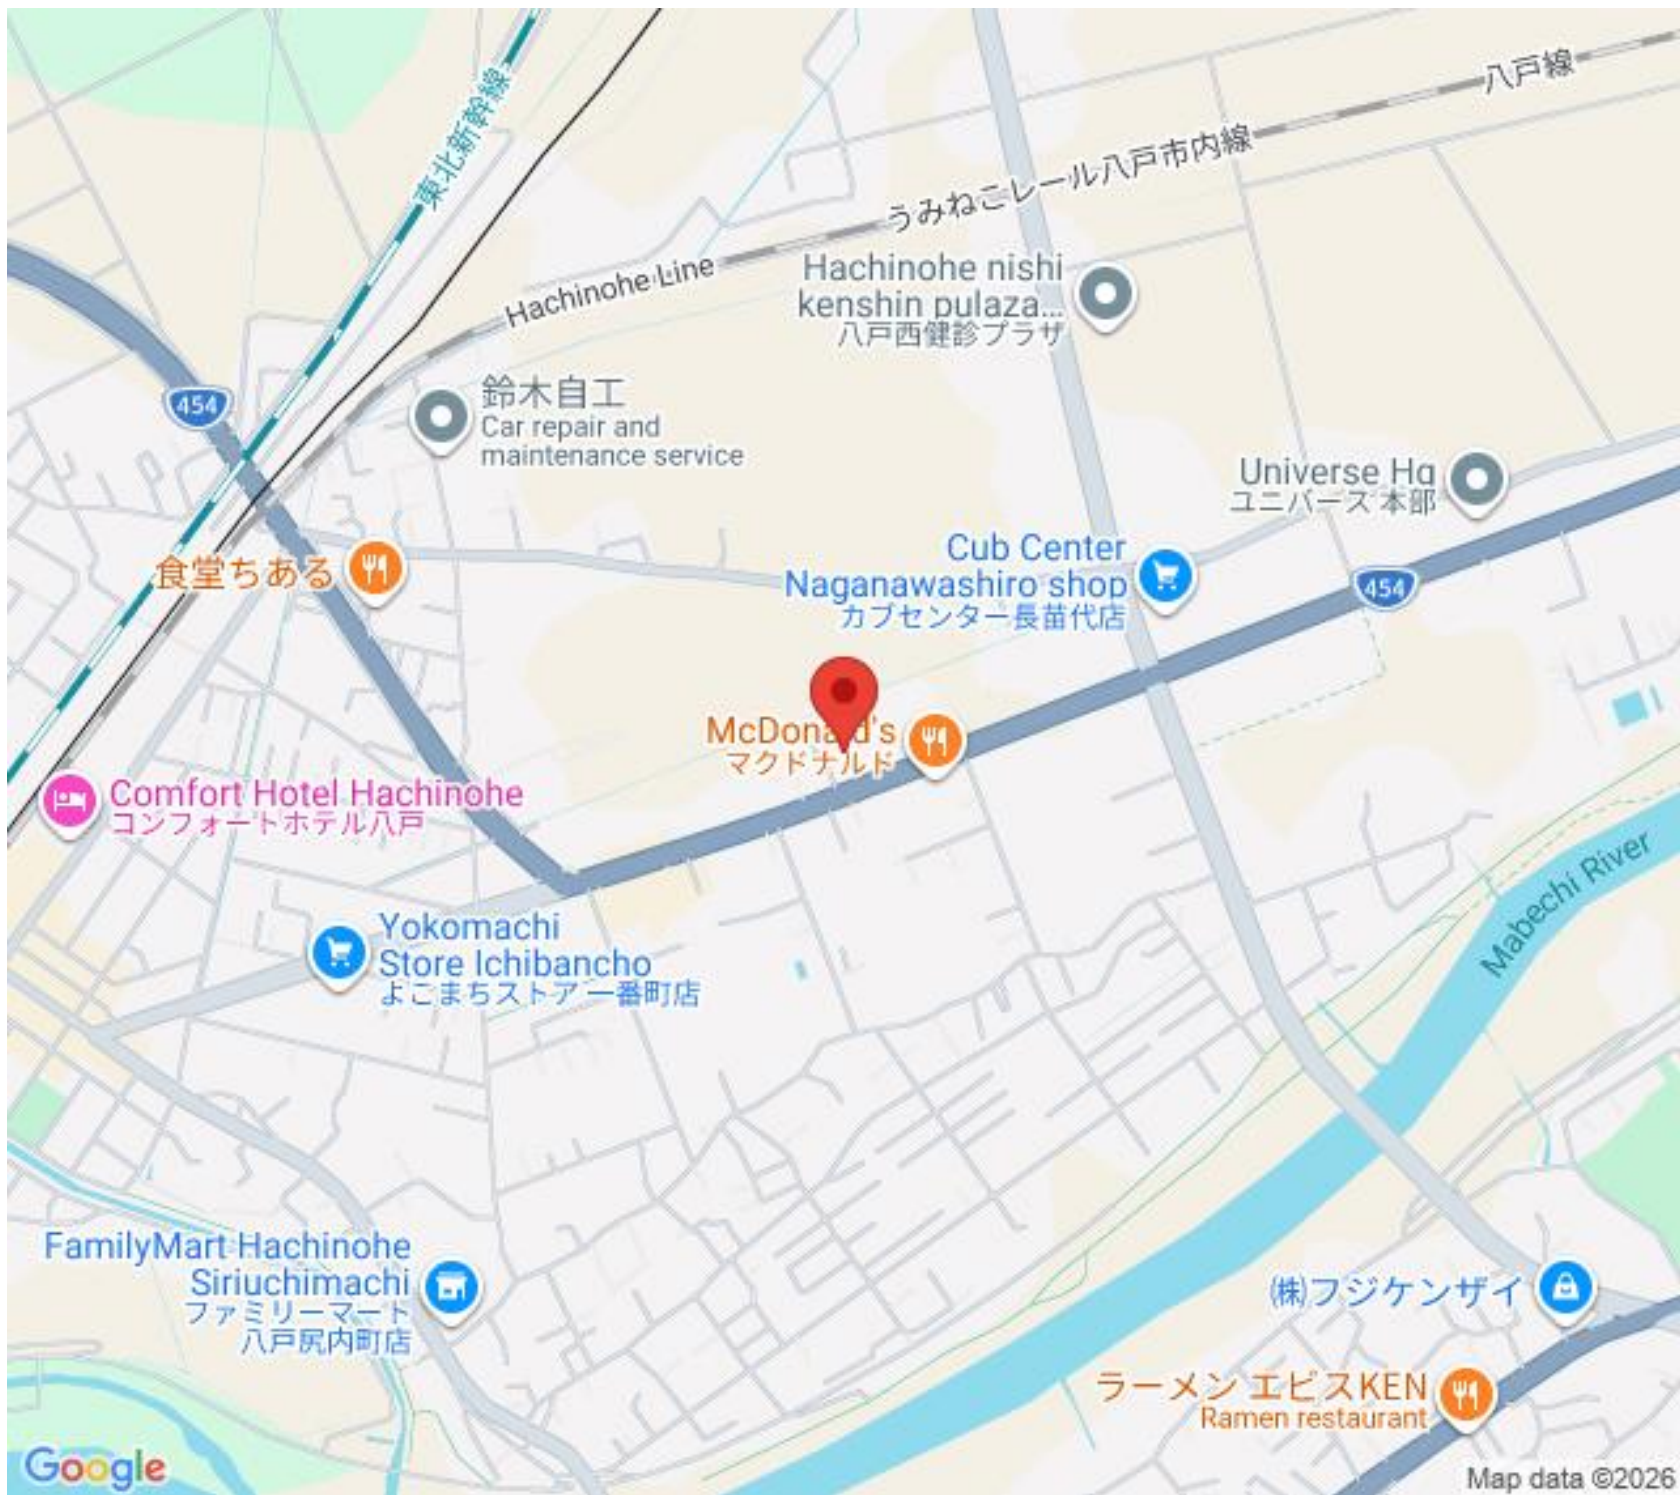 八戸線
東北新幹線
うみねこレール八戸市内線
Hachinohe Line
Hachinohe nishi
kenshin pulaza...
八戸西健診プラザ
454
鈴木自工
Car repair and
maintenance service
Universe Hq
ユニバース 本部
Cub Center
Naganawashiro shop
カブセンター長苗代店
454
食堂ちある
McDonald's
マクドナルド
Comfort Hotel Hachinohe
コンフォートホテル八戸
Mabechi River
Yokomachi
Store Ichibancho
よこまちストア 一番町店
FamilyMart Hachinohe
Siriuchimachi
ファミリーマート
八戸尻内町店
㈱フジケンザイ
ラーメン エビスKEN
Ramen restaurant
Google
Map data ©2026